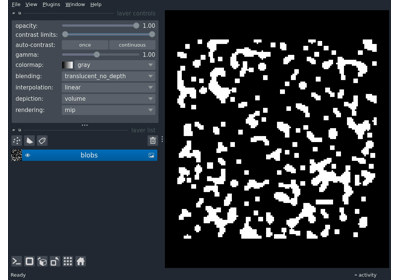 File View Plugins Window Help
layer controls
opacity: 1.00
contrast limits:
auto-contrast: once continuous
gamma: 1.00
colormap: gray
blending: translucent_no_depth
interpolation: linear
depiction: volume
rendering: mip
layer list
blobs
Ready activity